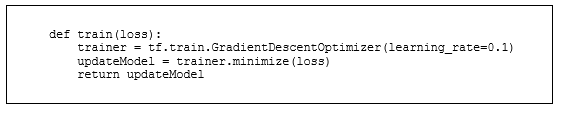 def train(loss):
    trainer = tf.train.GradientDescentOptimizer(learning_rate=0.1)
    updateModel = trainer.minimize(loss)
    return updateModel